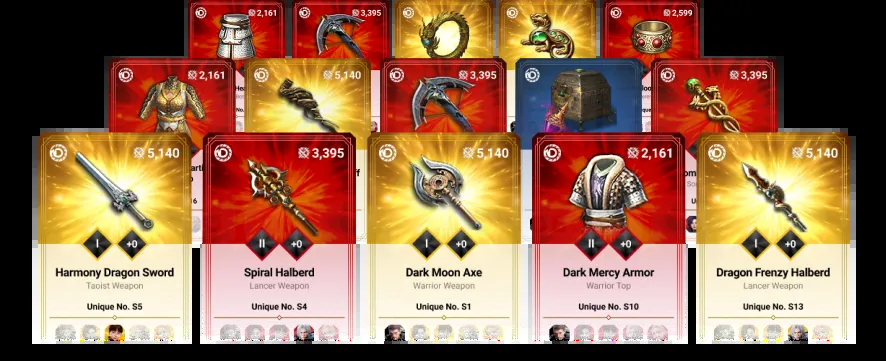 2,161
3,395
2,599
2,161
5,140
3,395
3,395
5,140
3,395
5,140
2,161
5,140
I +0
II +0
I +0
II +0
I +0
Harmony Dragon Sword
Spiral Halberd
Dark Moon Axe
Dark Mercy Armor
Dragon Frenzy Halberd
Taoist Weapon
Lancer Weapon
Warrior Weapon
Warrior Top
Lancer Weapon
Unique No. S5
Unique No. S4
Unique No. S1
Unique No. S10
Unique No. S13